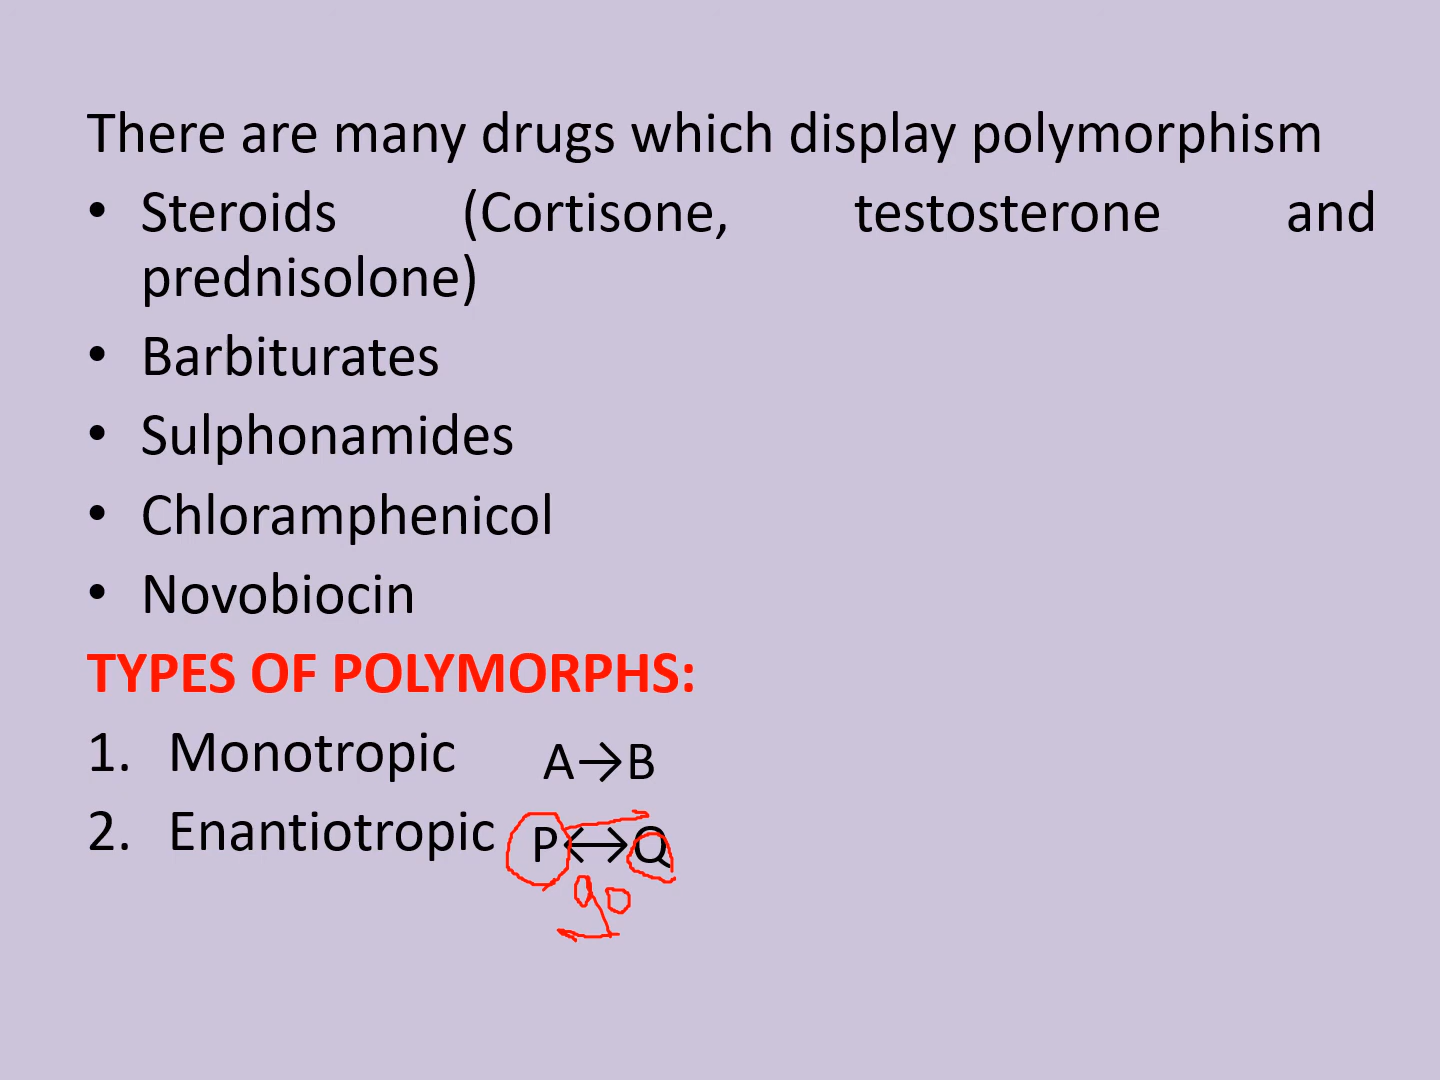 There are many drugs which display polymorphism
• Steroids (Cortisone, testosterone and
prednisolone)
• Barbiturates
• Sulphonamides
• Chloramphenicol
• Novobiocin
TYPES OF POLYMORPHS:
1. Monotropic A→B
2. Enantiotropic P↔Q